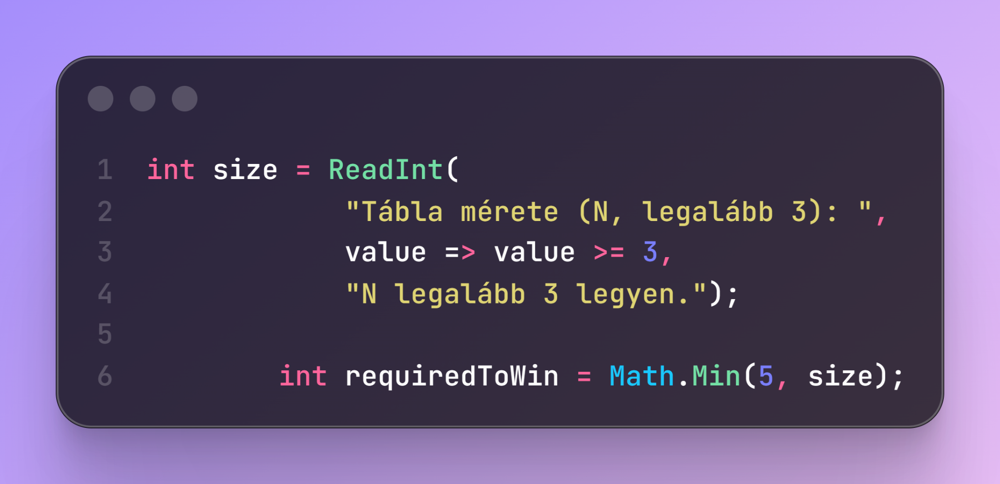 1 int size = ReadInt(
2 "Tábla mérete (N, legalább 3): ",
3 value => value >= 3,
4 "N legalább 3 legyen.");
5
6 int requiredToWin = Math.Min(5, size);